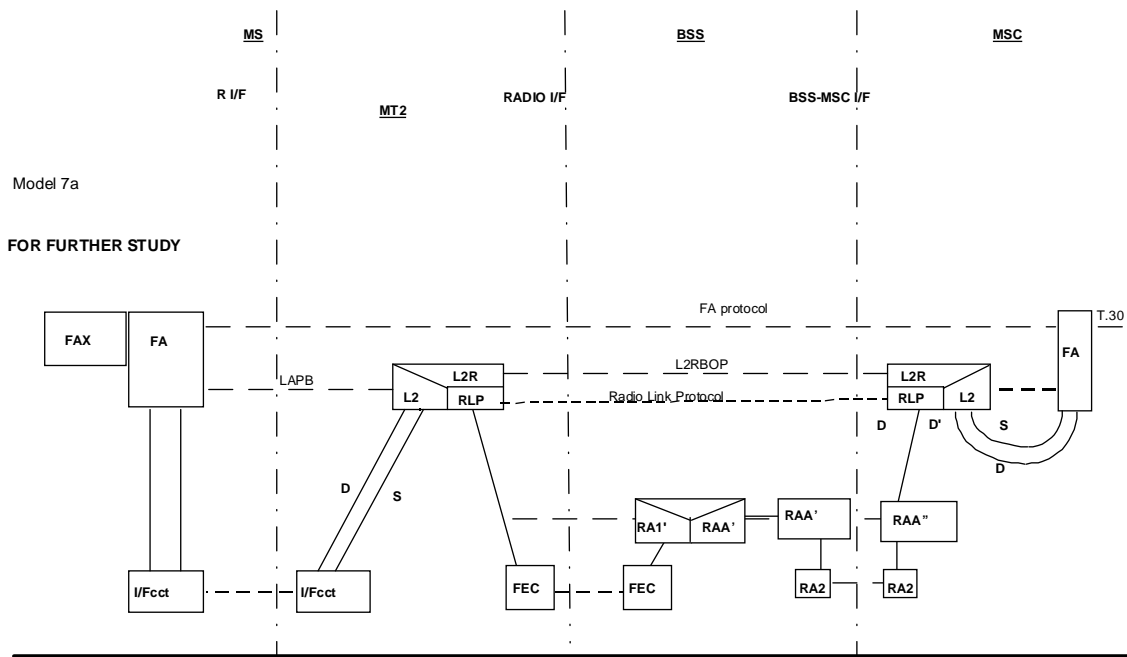 MS
BSS
MSC
R I/F
RADIO I/F
BSS-MSC I/F
MT2
Model 7a
FOR FURTHER STUDY
FA protocol
T.30
FAX
FA
FA
L2RBOP
L2R
L2R
LAPB
L2
RLP
Radio Link Protocol
RLP
L2
D
D'
S
D
D
S
RA1'
RAA’
RAA’
RAA”
I/Fcct
I/Fcct
FEC
FEC
RA2
RA2